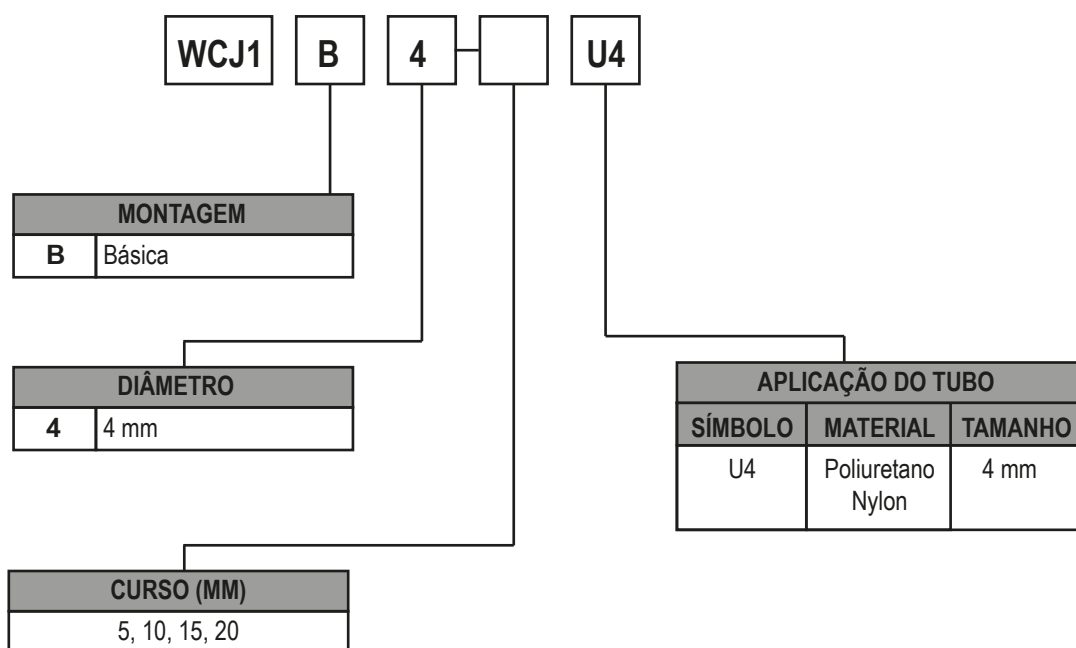 WCJ1 B 4 - U4
MONTAGEM
B Básica
DIÂMETRO
4 4 mm
APLICAÇÃO DO TUBO
SÍMBOLO MATERIAL TAMANHO
U4 Poliuretano 4 mm
Nylon
CURSO (MM)
5, 10, 15, 20